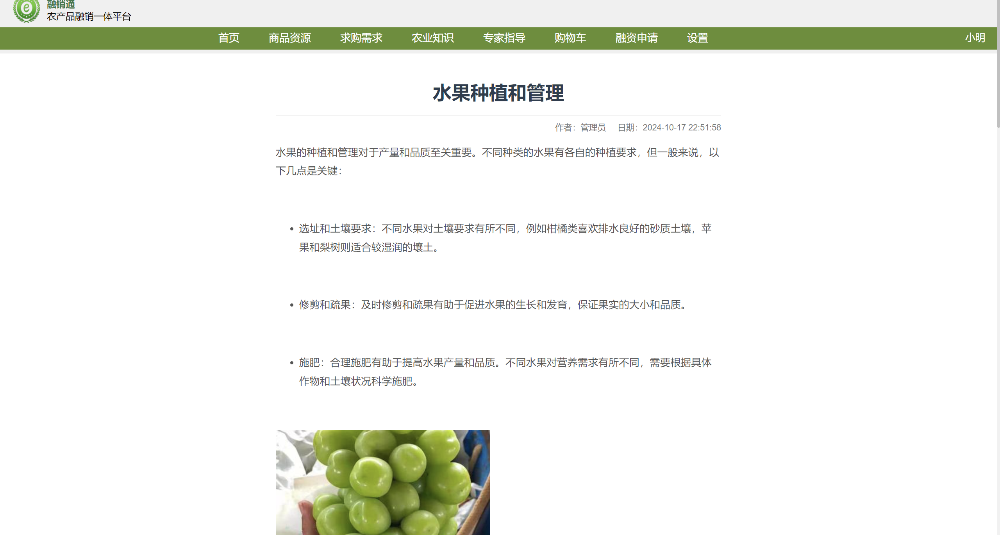 融销通
农产品融销一体平台
首页 商品资源 求购需求 农业知识 专家指导 购物车 融资申请 设置 小明
水果种植和管理
作者：管理员 日期：2024-10-17 22:51:58
水果的种植和管理对于产量和品质至关重要。不同种类的水果有各自的种植要求，但一般来说，以
下几点是关键：
• 选址和土壤要求：不同水果对土壤要求有所不同，例如柑橘类喜欢排水良好的砂质土壤，苹
果和梨树则适合较湿润的壤土。
• 修剪和疏果：及时修剪和疏果有助于促进水果的生长和发育，保证果实的大小和品质。
• 施肥：合理施肥有助于提高水果产量和品质。不同水果对营养需求有所不同，需要根据具体
作物和土壤状况科学施肥。